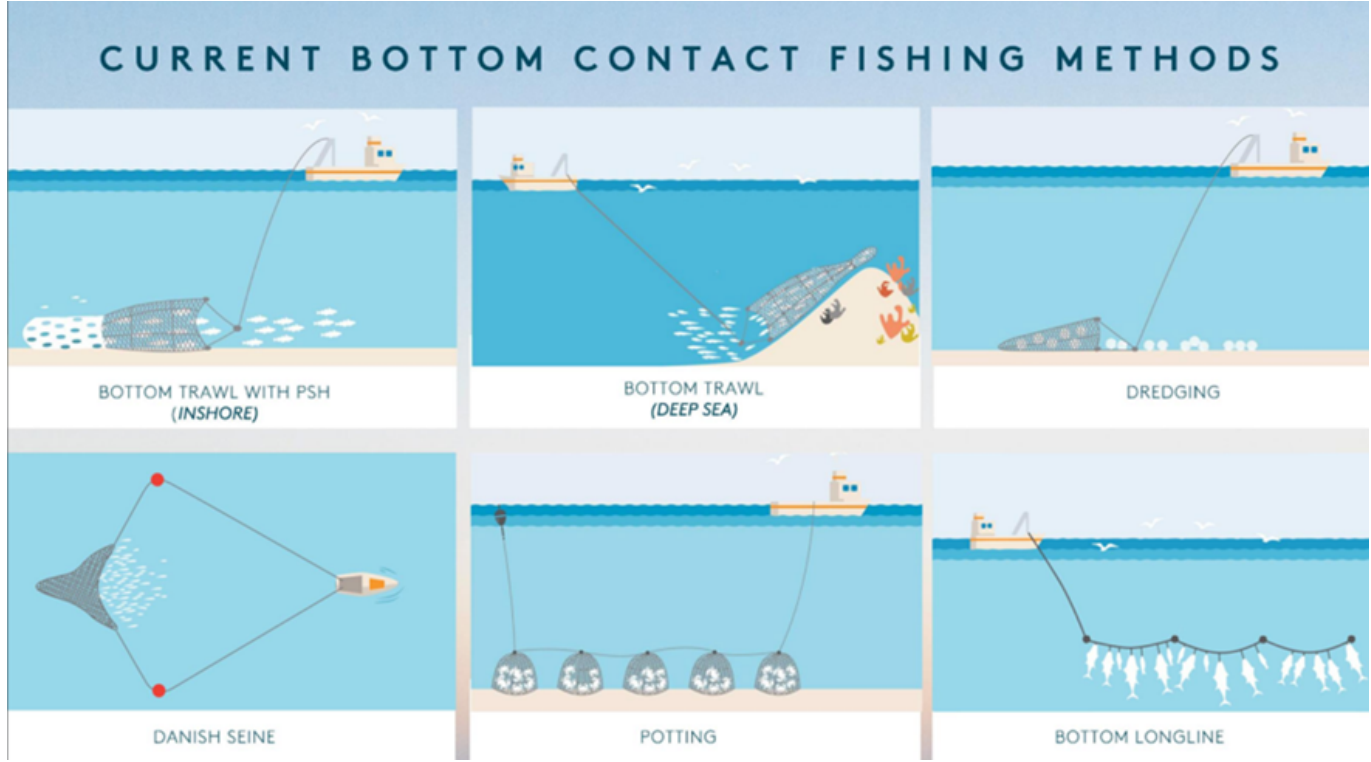 CURRENT BOTTOM CONTACT FISHING METHODS
BOTTOM TRAWL WITH PSH
(INSHORE)
BOTTOM TRAWL
(DEEP SEA)
DREDGING
DANISH SEINE
POTTING
BOTTOM LONGLINE